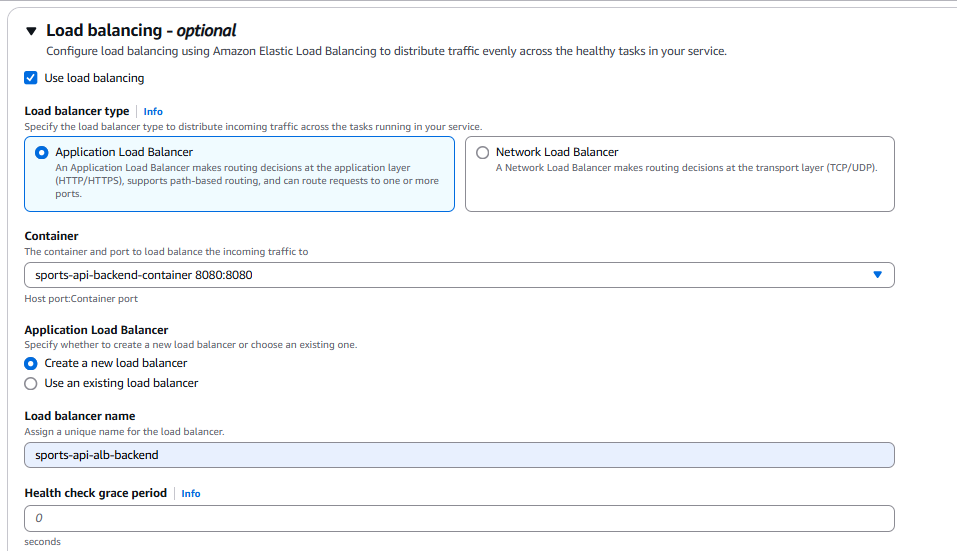 Load balancing - optional
Configure load balancing using Amazon Elastic Load Balancing to distribute traffic evenly across the healthy tasks in your service.
Use load balancing
Load balancer type | Info
Specify the load balancer type to distribute incoming traffic across the tasks running in your service.
Application Load Balancer
An Application Load Balancer makes routing decisions at the application layer
(HTTP/HTTPS), supports path-based routing, and can route requests to one or more
ports.
Network Load Balancer
A Network Load Balancer makes routing decisions at the transport layer (TCP/UDP).
Container
The container and port to load balance the incoming traffic to
sports-api-backend-container 8080:8080
Host port:Container port
Application Load Balancer
Specify whether to create a new load balancer or choose an existing one.
Create a new load balancer
Use an existing load balancer
Load balancer name
Assign a unique name for the load balancer.
sports-api-alb-backend
Health check grace period | Info
0
seconds